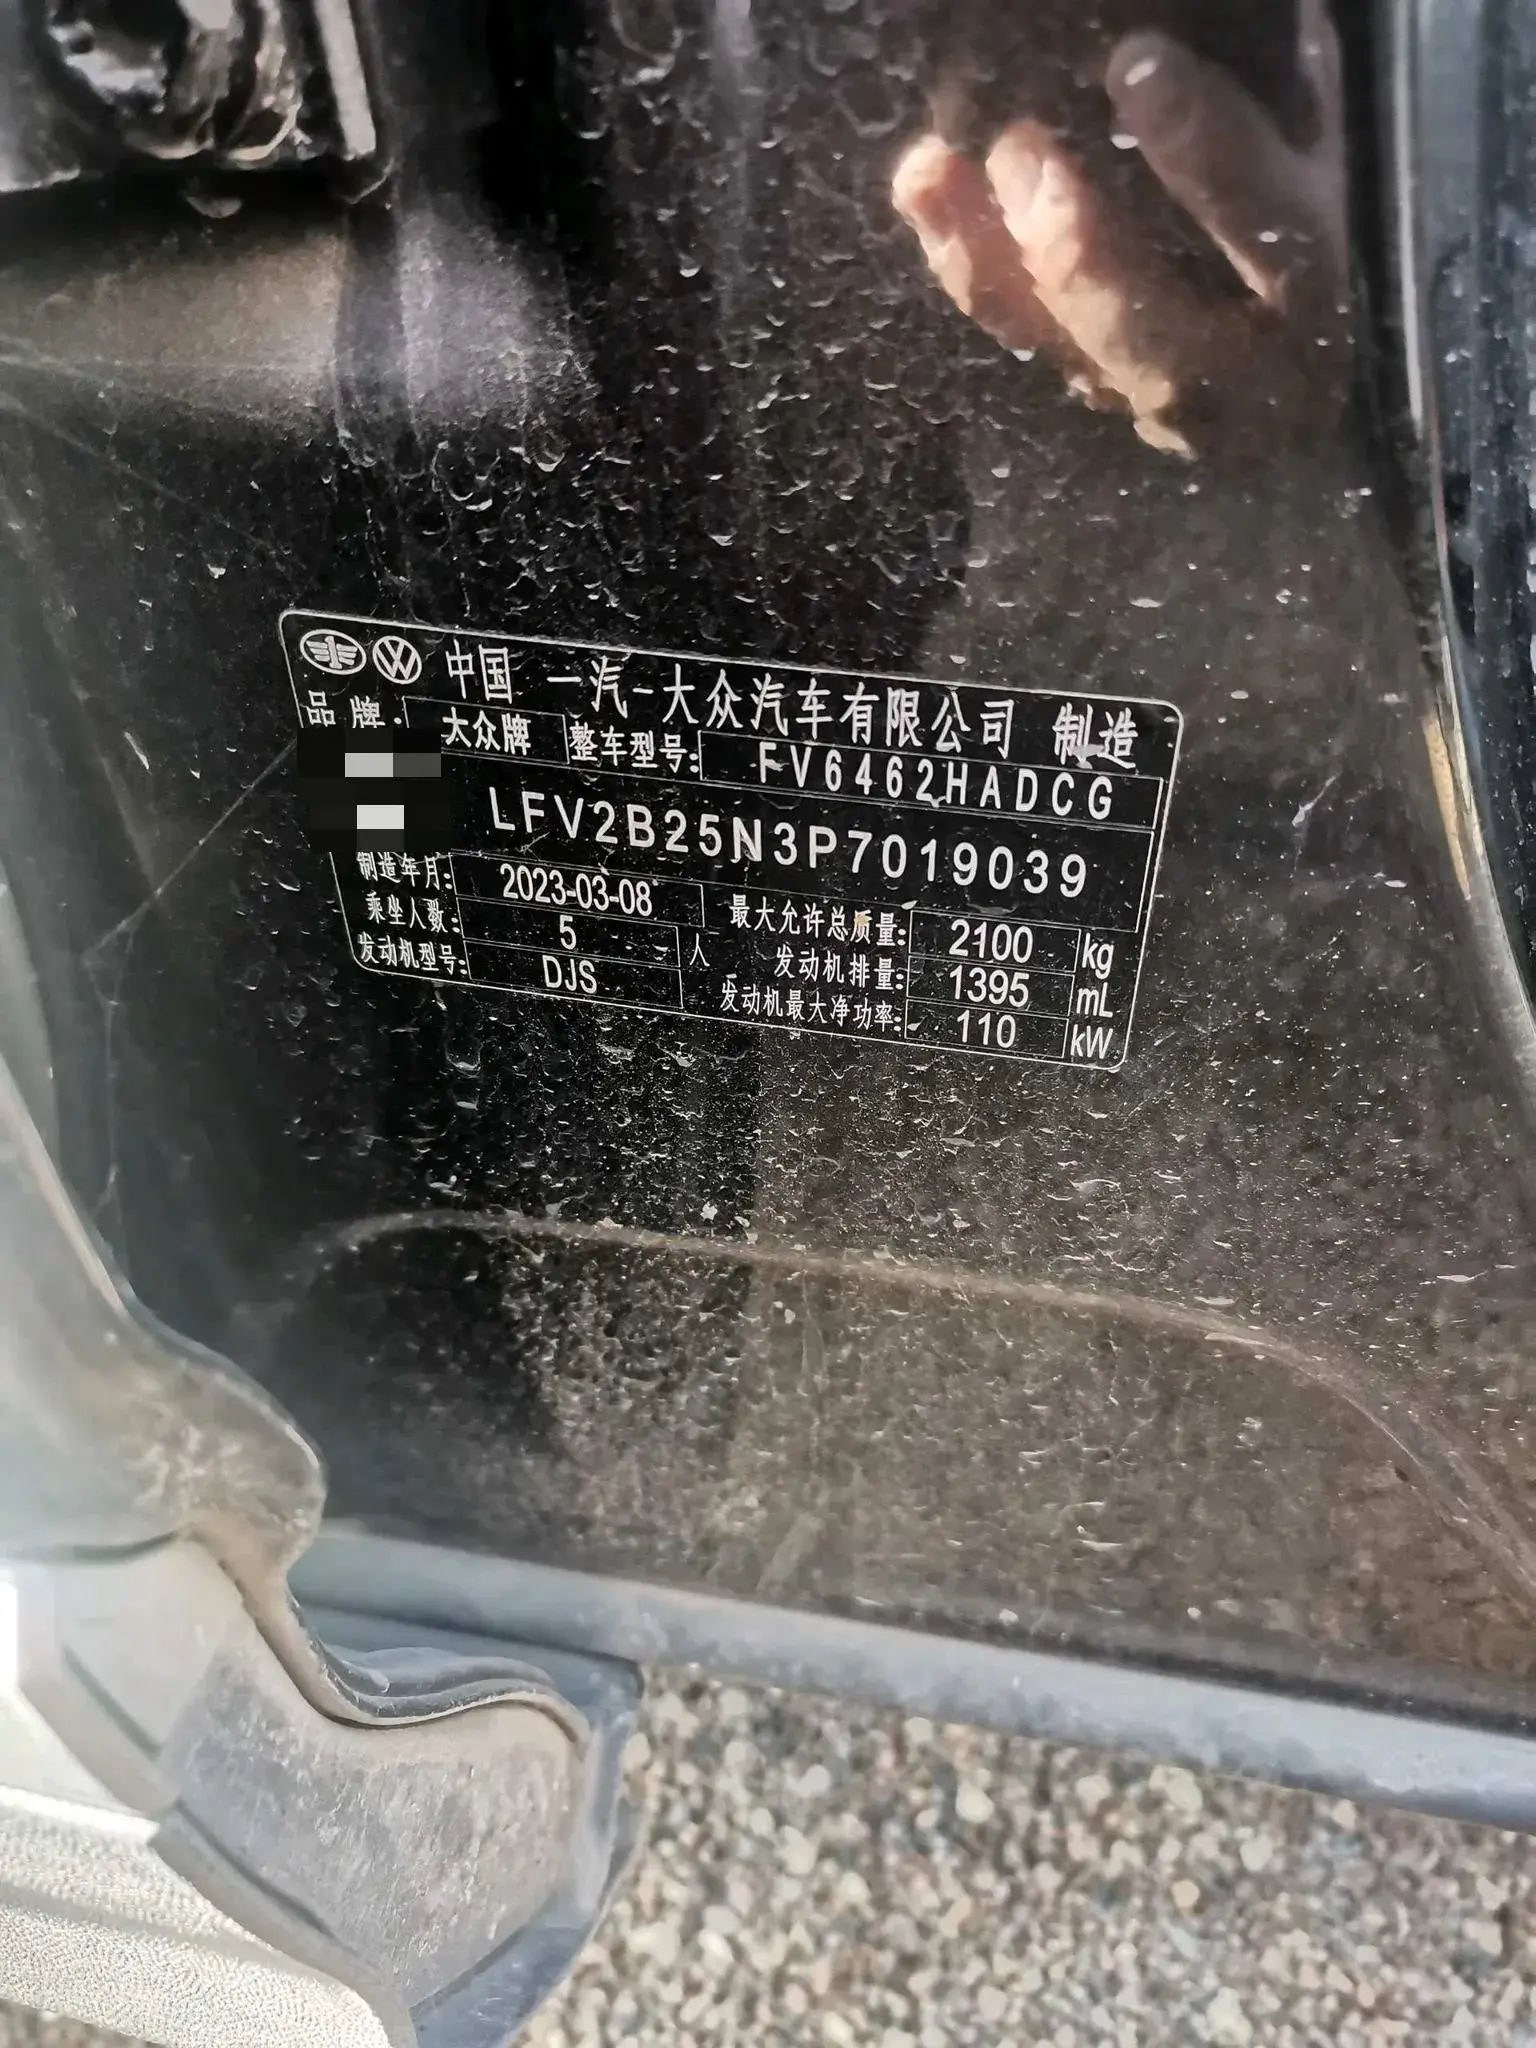 中国 一汽-大众汽车有限公司 制造
品牌: 大众牌 整车型号: FV6462HADCG
LFV2B25N3P7019039
制造年月: 2023-03-08 最大允许总质量: 2100 kg
乘坐人数: 5 人 发动机排量: 1395 mL
发动机型号: DJS 发动机最大净功率: 110 kW